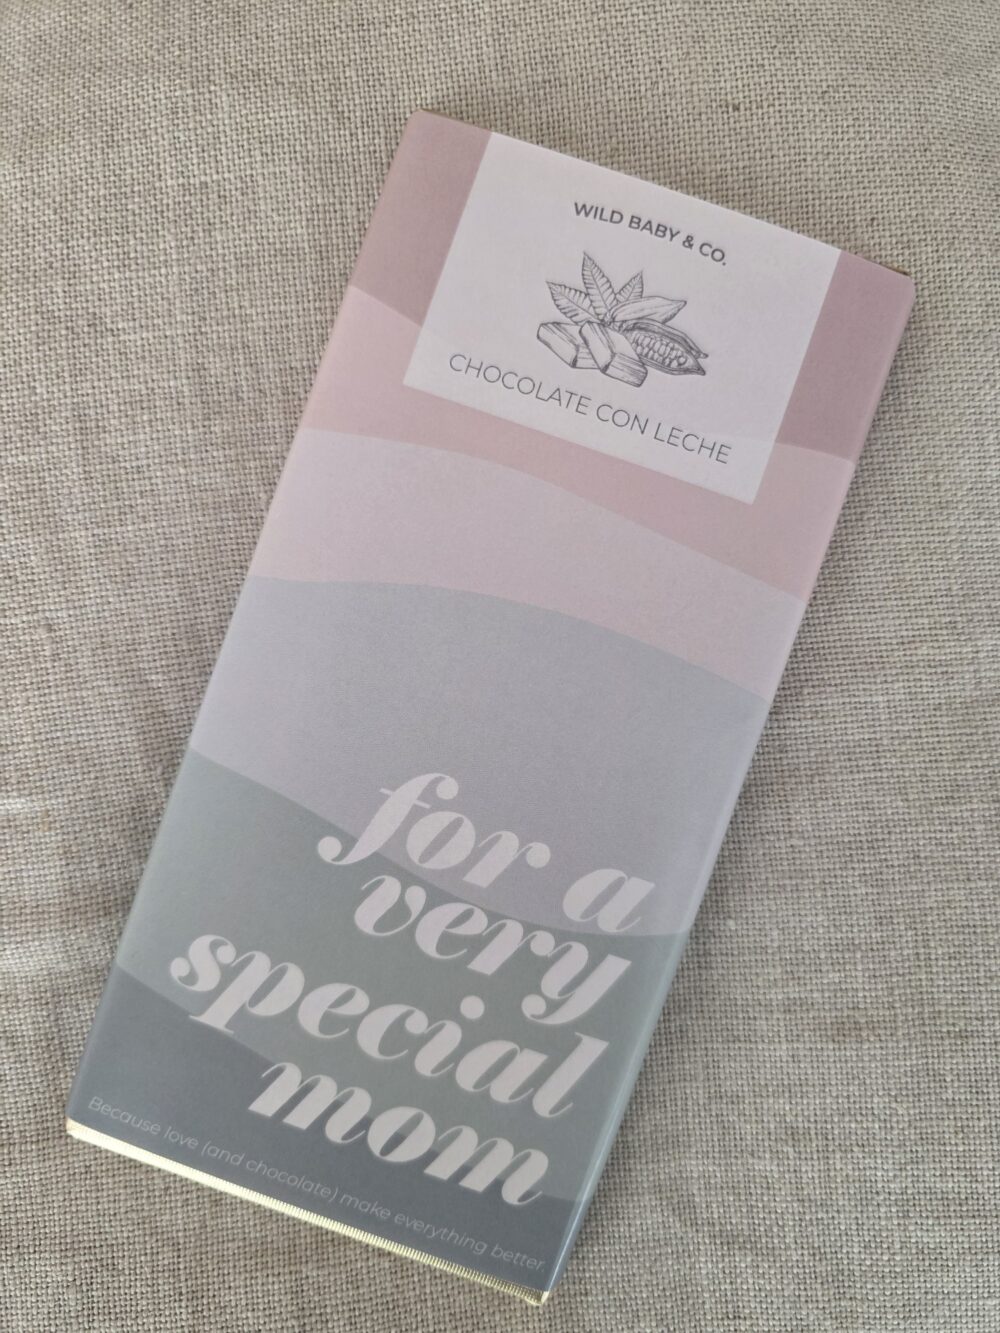 WILD BABY & CO.
CHOCOLATE CON LECHE
for a
very
special
mom
Because love (and chocolate) make everything better.